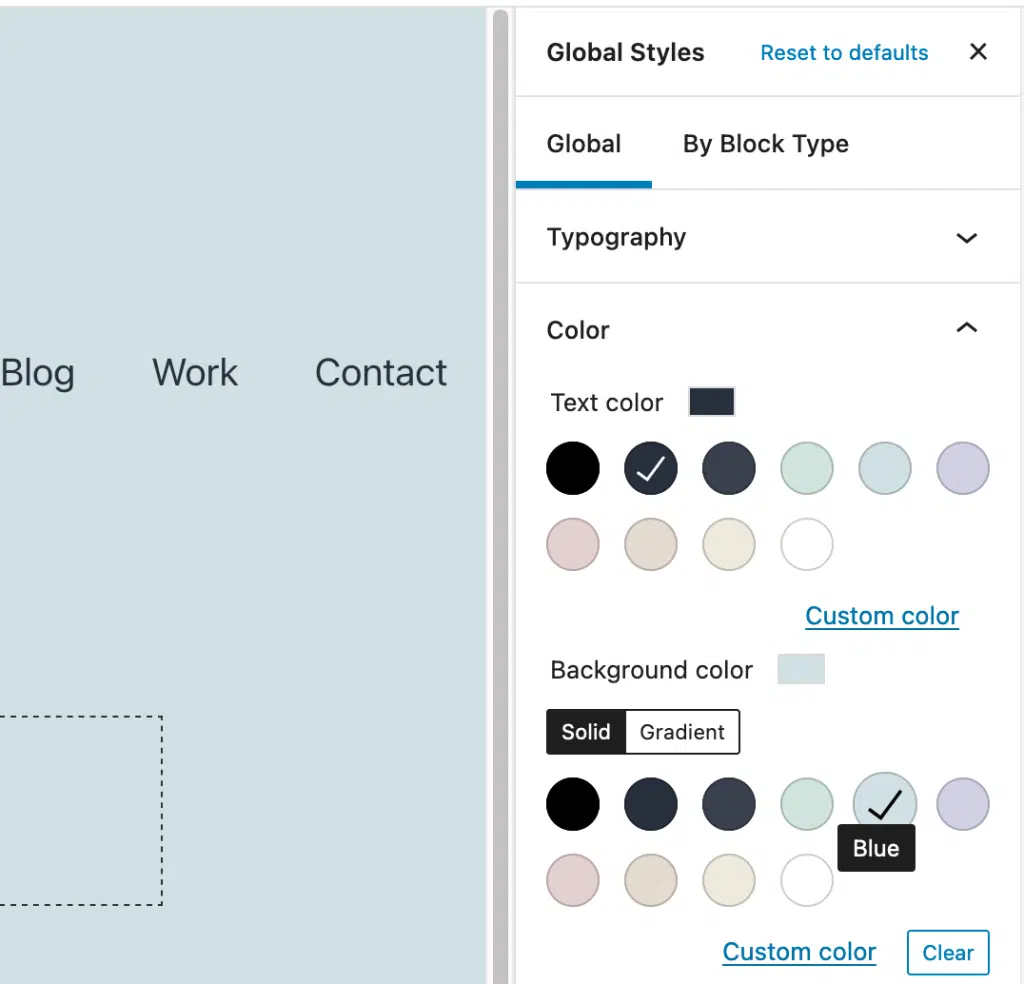 Global Styles Reset to defaults
Global By Block Type
Typography
Color
Blog Work Contact
Text color
Custom color
Background color
Solid Gradient
Blue
Custom color Clear